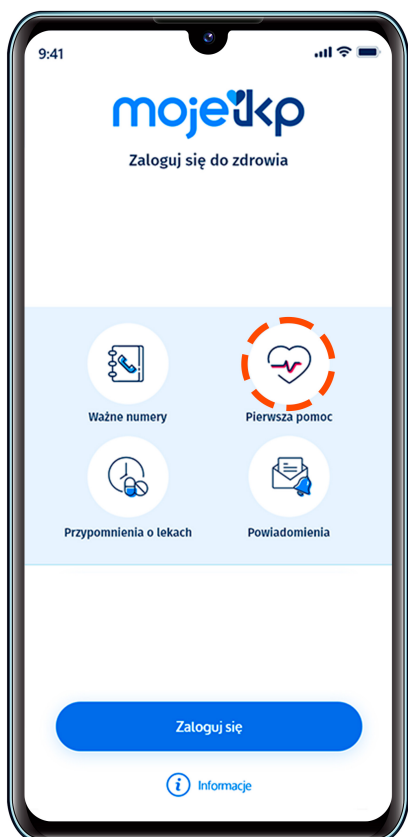 9:41
mojeikp
Zaloguj się do zdrowia
Ważne numery
Pierwsza pomoc
Przypomnienia o lekach
Powiadomienia
Zaloguj się
i Informacje